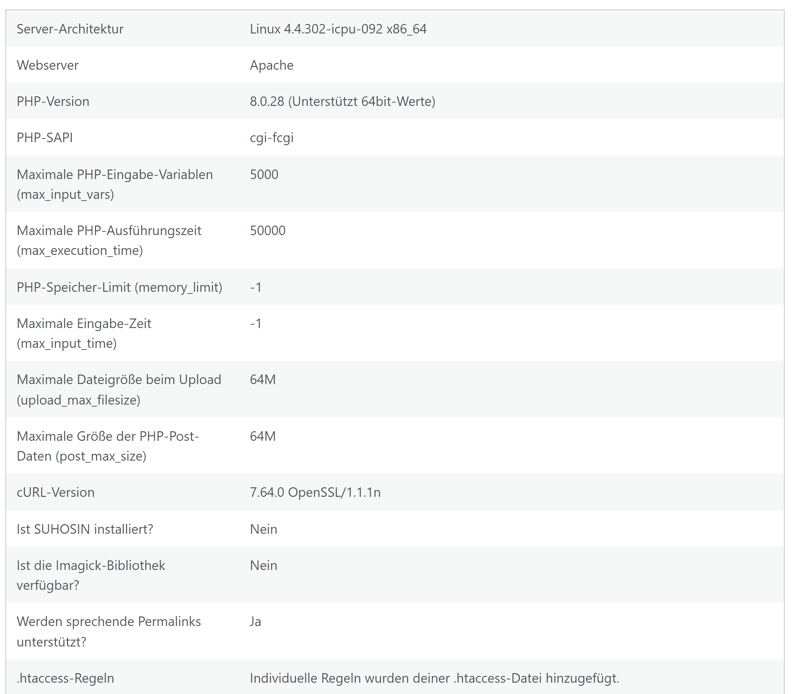 Server-Architektur Linux 4.4.302-icpu-092 x86_64
Webserver Apache
PHP-Version 8.0.28 (Unterstützt 64bit-Werte)
PHP-SAPI cgi-fcgi
Maximale PHP-Eingabe-Variablen 5000
(max_input_vars)
Maximale PHP-Ausführungszeit 50000
(max_execution_time)
PHP-Speicher-Limit (memory_limit) -1
Maximale Eingabe-Zeit -1
(max_input_time)
Maximale Dateigröße beim Upload 64M
(upload_max_filesize)
Maximale Größe der PHP-Post- 64M
Daten (post_max_size)
cURL-Version 7.64.0 OpenSSL/1.1.1n
Ist SUHOSIN installiert? Nein
Ist die Imagick-Bibliothek Nein
verfügbar?
Werden sprechende Permalinks Ja
unterstützt?
.htaccess-Regeln Individuelle Regeln wurden deiner .htaccess-Datei hinzugefügt.